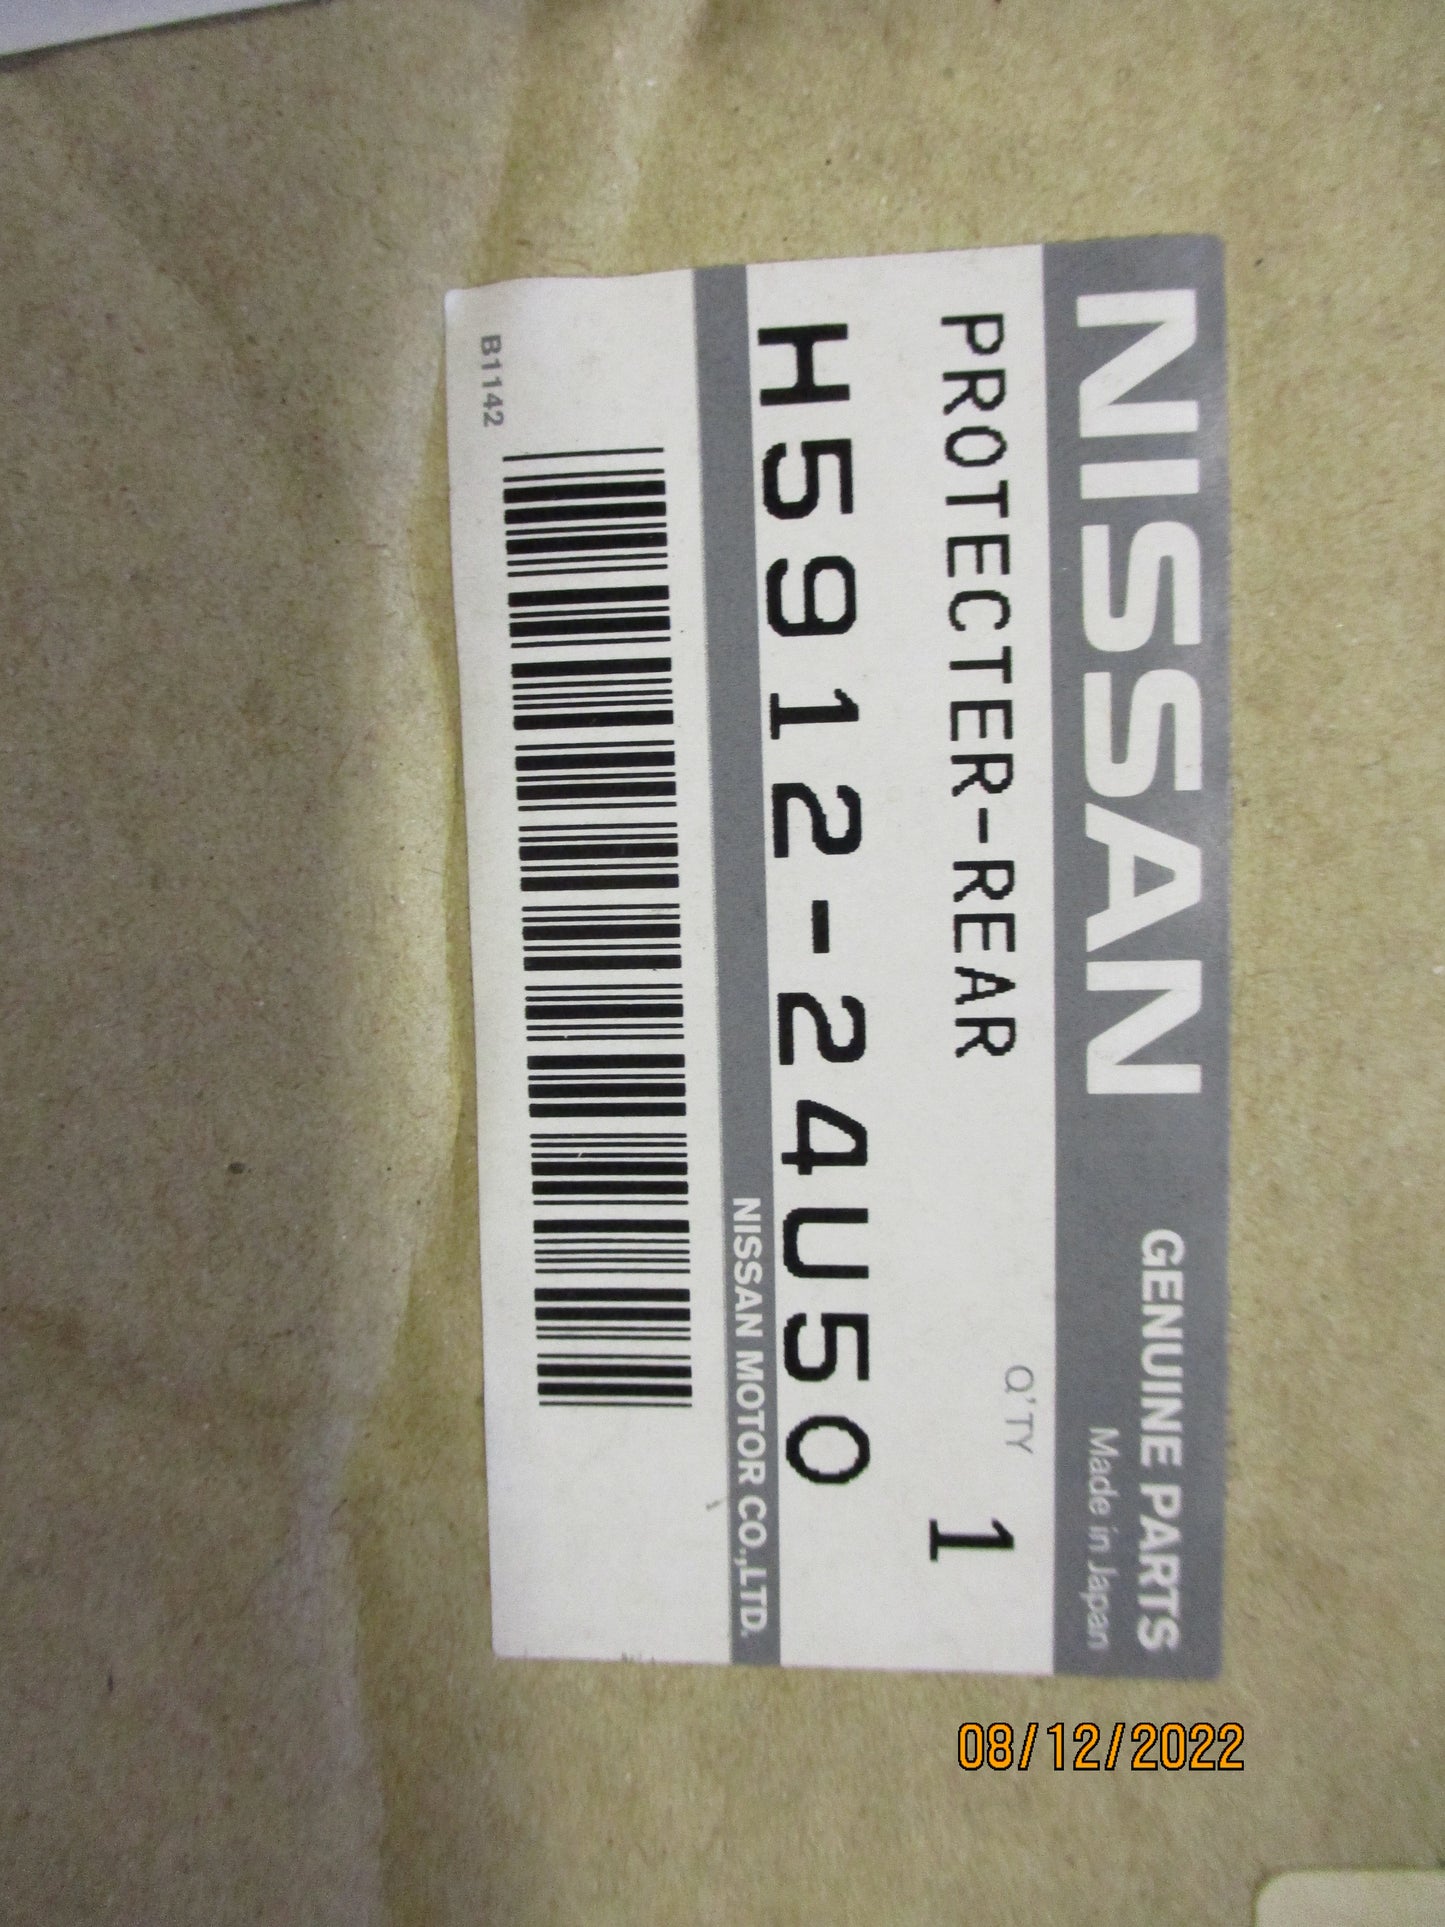 NISSAN GENUINE PARTS
Made in Japan
PROTECTER-REAR
Q'TY 1
H5912-24U50
NISSAN MOTOR CO.,LTD.
B1142
08/12/2022